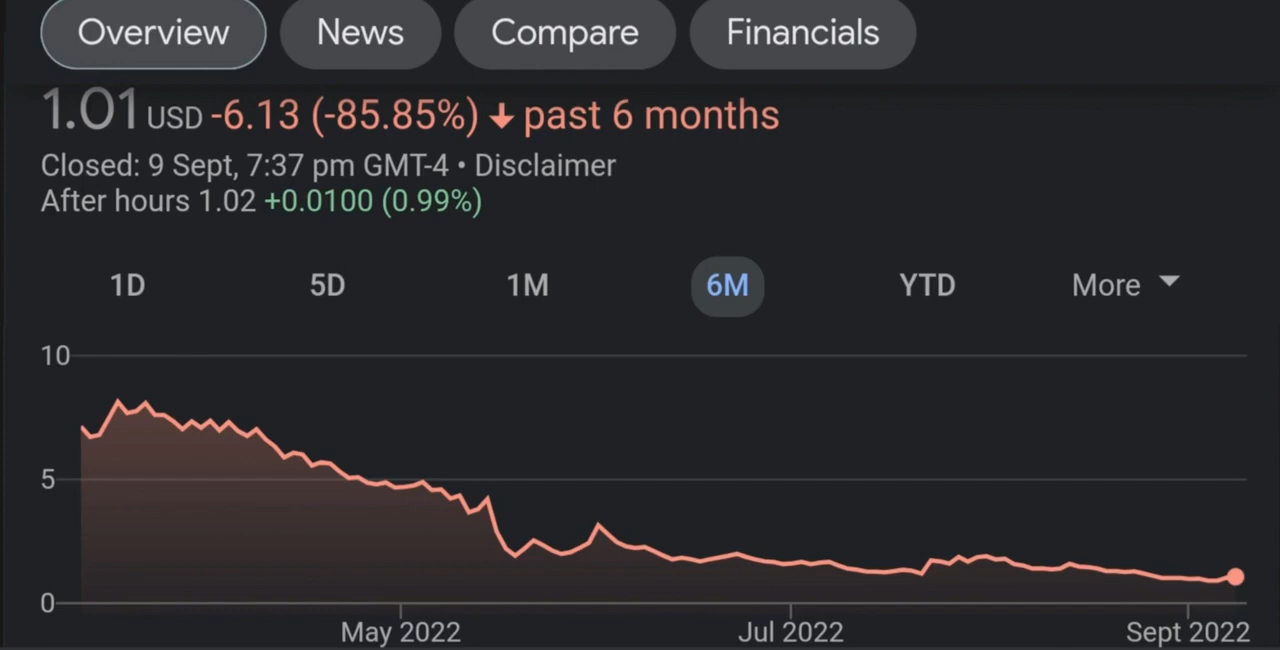 Overview News Compare Financials
1.01 USD -6.13 (-85.85%) ↓ past 6 months
Closed: 9 Sept, 7:37 pm GMT-4 • Disclaimer
After hours 1.02 +0.0100 (0.99%)
1D 5D 1M 6M YTD More
10
5
0
May 2022 Jul 2022 Sept 2022